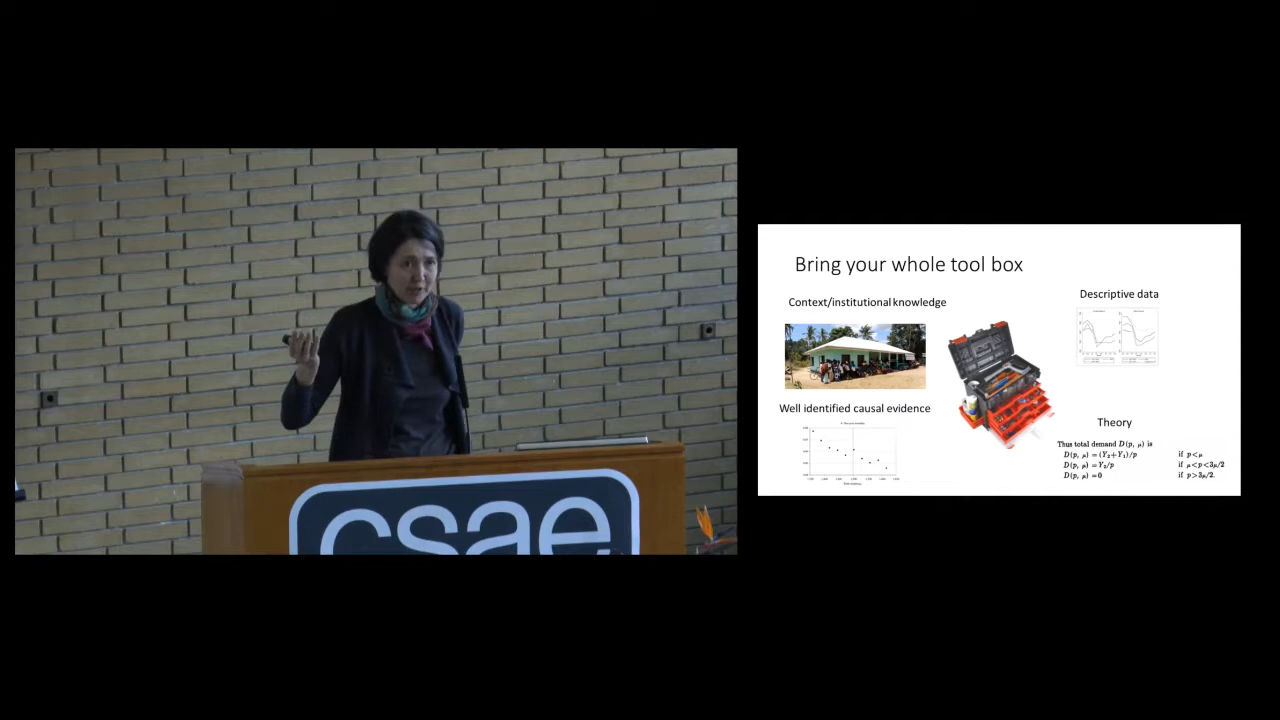 csae
Bring your whole tool box
Context/institutional knowledge
Descriptive data
Well identified causal evidence
Theory
Thus total demand D(p, μ) is
D(p, μ) = (Y₂+Y₁)/p if p<μ
D(p, μ) = Y₂/p if μ<p<3μ/2
D(p, μ) = 0 if p>3μ/2.